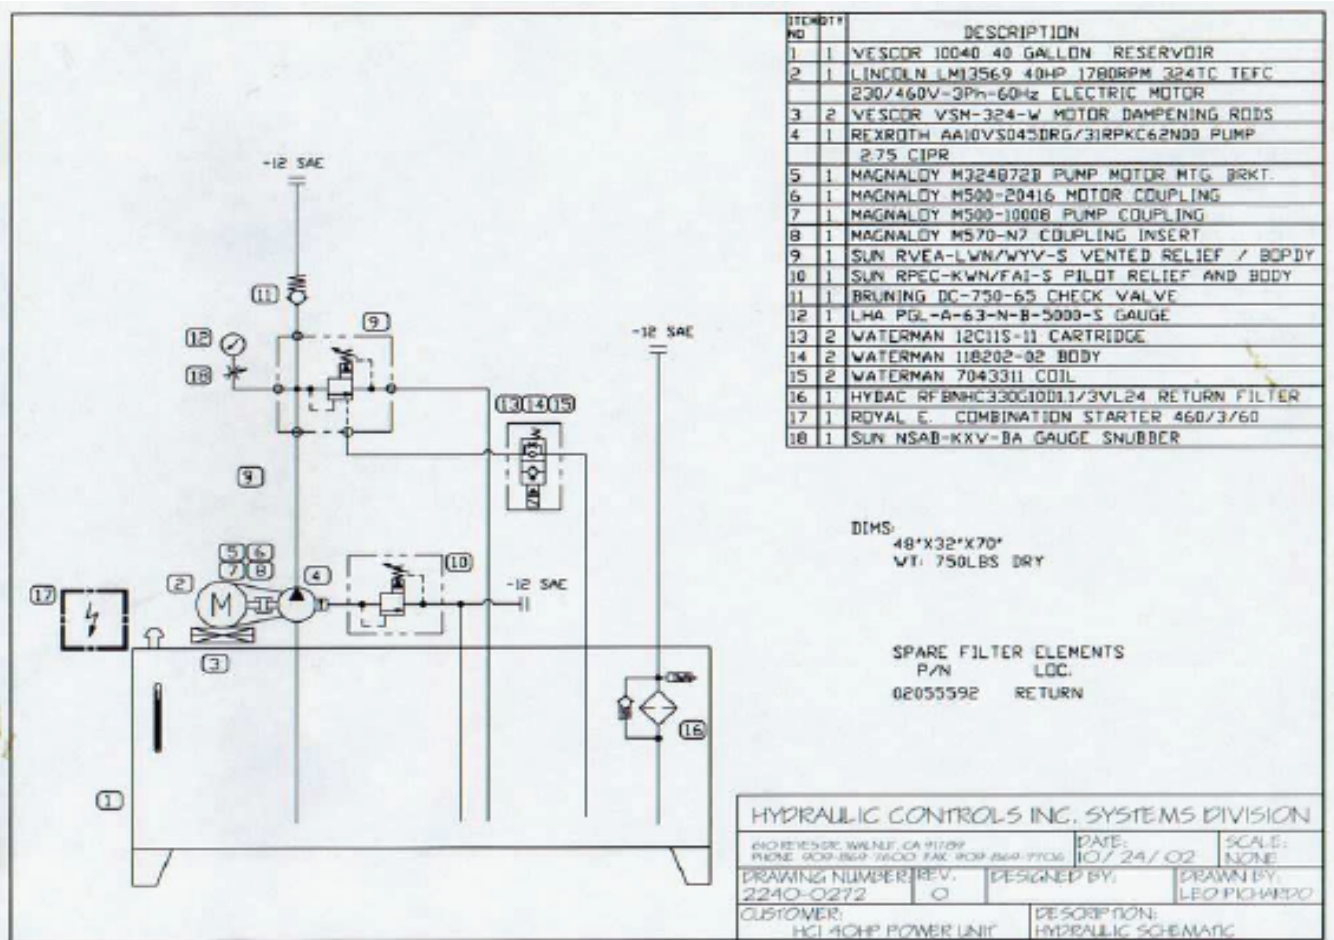 ITEM NO QTY DESCRIPTION
1 1 VESCOR 10040 40 GALLON RESERVOIR
2 1 LINCOLN LM13569 40HP 1780RPM 324TC TEFC
230/460V-3Ph-60Hz ELECTRIC MOTOR
3 2 VESCOR VSM-324-W MOTOR DAMPENING RODS
4 1 REXROTH AA10VSO45DRG/31RPKC62N00 PUMP
2.75 CIPR
5 1 MAGNALOY M324B72B PUMP MOTOR MTG BRKT.
6 1 MAGNALOY M500-20416 MOTOR COUPLING
7 1 MAGNALOY M500-10008 PUMP COUPLING
8 1 MAGNALOY M570-N7 COUPLING INSERT
9 1 SUN RVEA-LWN/WYV-S VENTED RELIEF / BOPDY
10 1 SUN RPEC-KWN/FAI-S PILOT RELIEF AND BODY
11 1 BRUNING DC-750-65 CHECK VALVE
12 1 LHA PGL-A-63-N-B-5000-S GAUGE
13 2 WATERMAN 12C11S-11 CARTRIDGE
14 2 WATERMAN 118202-02 BODY
15 2 WATERMAN 7043311 COIL
16 1 HYDAC RFBNHC330G10D1.1/3VL24 RETURN FILTER
17 1 ROYAL E. COMBINATION STARTER 460/3/60
18 1 SUN NSAB-KXV-BA GAUGE SNUBBER
-12 SAE
11
9
12
-12 SAE
18
13 14 15
9
5 6
7 8
2
4
10
17
-12 SAE
M
3
16
1
DIMS:
48"X32"X70"
WT: 750LBS DRY
SPARE FILTER ELEMENTS
P/N LOC.
02055592 RETURN
HYDRAULIC CONTROLS INC. SYSTEMS DIVISION
WALNUT, CA
PHONE FAX
DATE: 10/24/02
SCALE: NONE
DRAWING NUMBER: 2240-0272
REV. 0
DESIGNED BY:
DRAWN BY: LEO PICHARDO
CUSTOMER: HCI 40HP POWER UNIT
DESCRIPTION: HYDRAULIC SCHEMATIC